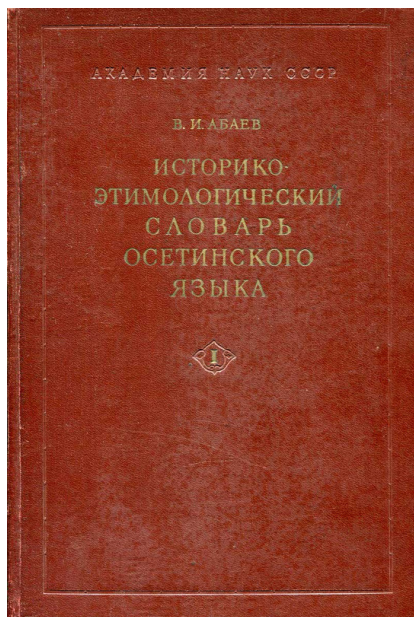 АКАДЕМИЯ НАУК СССР
В. И. АБАЕВ
ИСТОРИКО-
ЭТИМОЛОГИЧЕСКИЙ
СЛОВАРЬ
ОСЕТИНСКОГО
ЯЗЫКА
I